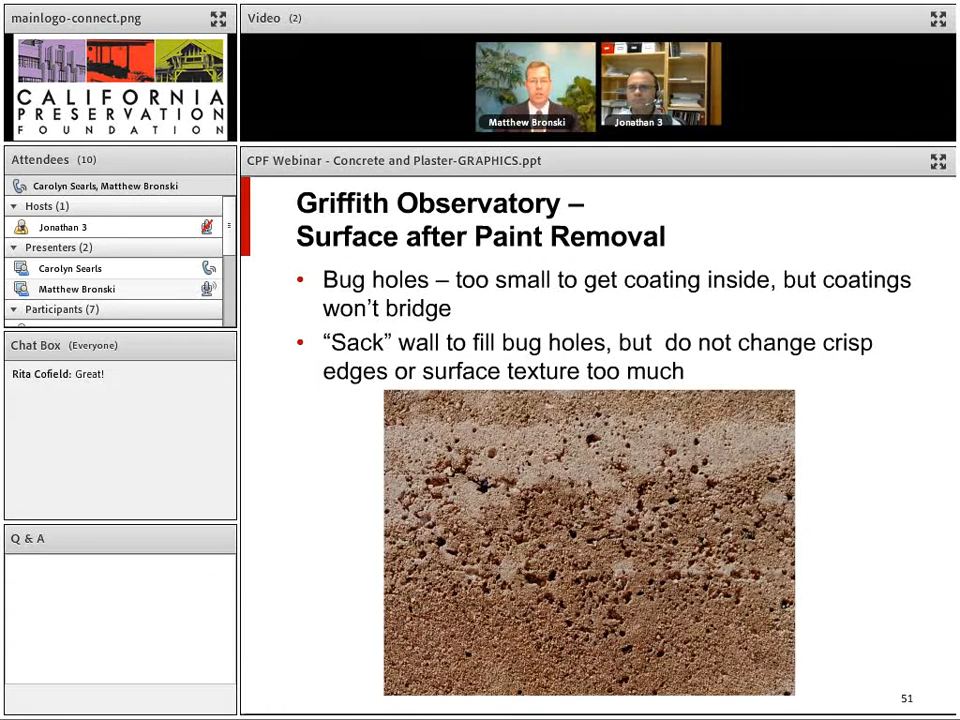 mainlogo-connect.png
CALIFORNIA
PRESERVATION
FOUNDATION
Attendees (10)
Carolyn Searls, Matthew Bronski
Hosts (1)
Jonathan 3
Presenters (2)
Carolyn Searls
Matthew Bronski
Participants (7)
Chat Box (Everyone)
Rita Cofield: Great!
Q & A
Video (2)
Matthew Bronski
Jonathan 3
CPF Webinar - Concrete and Plaster-GRAPHICS.ppt
Griffith Observatory –
Surface after Paint Removal
• Bug holes – too small to get coating inside, but coatings
won’t bridge
• “Sack” wall to fill bug holes, but do not change crisp
edges or surface texture too much
51